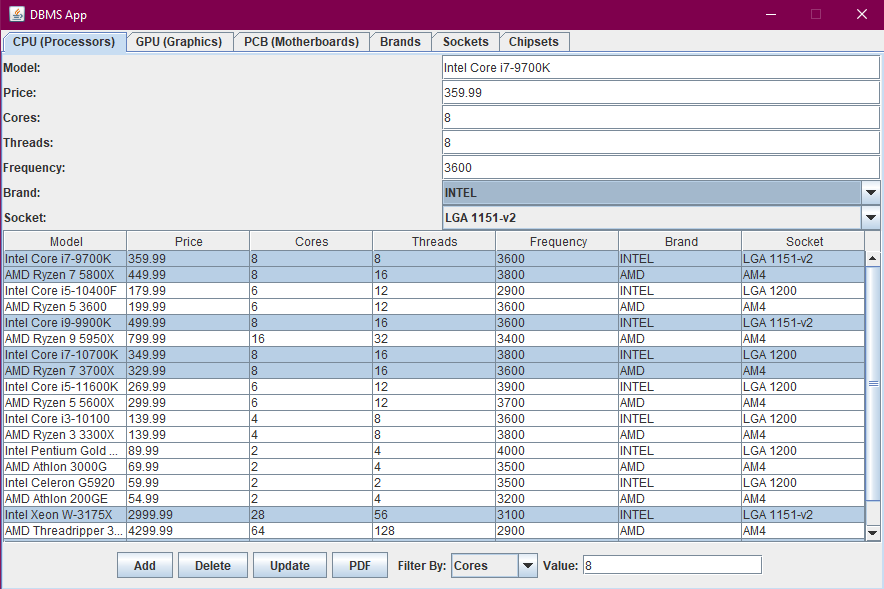 DBMS App
CPU (Processors) GPU (Graphics) PCB (Motherboards) Brands Sockets Chipsets
Model: Intel Core i7-9700K
Price: 359.99
Cores: 8
Threads: 8
Frequency: 3600
Brand: INTEL
Socket: LGA 1151-v2
Model Price Cores Threads Frequency Brand Socket
Intel Core i7-9700K 359.99 8 8 3600 INTEL LGA 1151-v2
AMD Ryzen 7 5800X 449.99 8 16 3800 AMD AM4
Intel Core i5-10400F 179.99 6 12 2900 INTEL LGA 1200
AMD Ryzen 5 3600 199.99 6 12 3600 AMD AM4
Intel Core i9-9900K 499.99 8 16 3600 INTEL LGA 1151-v2
AMD Ryzen 9 5950X 799.99 16 32 3400 AMD AM4
Intel Core i7-10700K 349.99 8 16 3800 INTEL LGA 1200
AMD Ryzen 7 3700X 329.99 8 16 3600 AMD AM4
Intel Core i5-11600K 269.99 6 12 3900 INTEL LGA 1200
AMD Ryzen 5 5600X 299.99 6 12 3700 AMD AM4
Intel Core i3-10100 139.99 4 8 3600 INTEL LGA 1200
AMD Ryzen 3 3300X 139.99 4 8 3800 AMD AM4
Intel Pentium Gold ... 89.99 2 4 4000 INTEL LGA 1200
AMD Athlon 3000G 69.99 2 4 3500 AMD AM4
Intel Celeron G5920 59.99 2 2 3500 INTEL LGA 1200
AMD Athlon 200GE 54.99 2 4 3200 AMD AM4
Intel Xeon W-3175X 2999.99 28 56 3100 INTEL LGA 1151-v2
AMD Threadripper 3... 4299.99 64 128 2900 AMD AM4
Add Delete Update PDF Filter By: Cores Value: 8